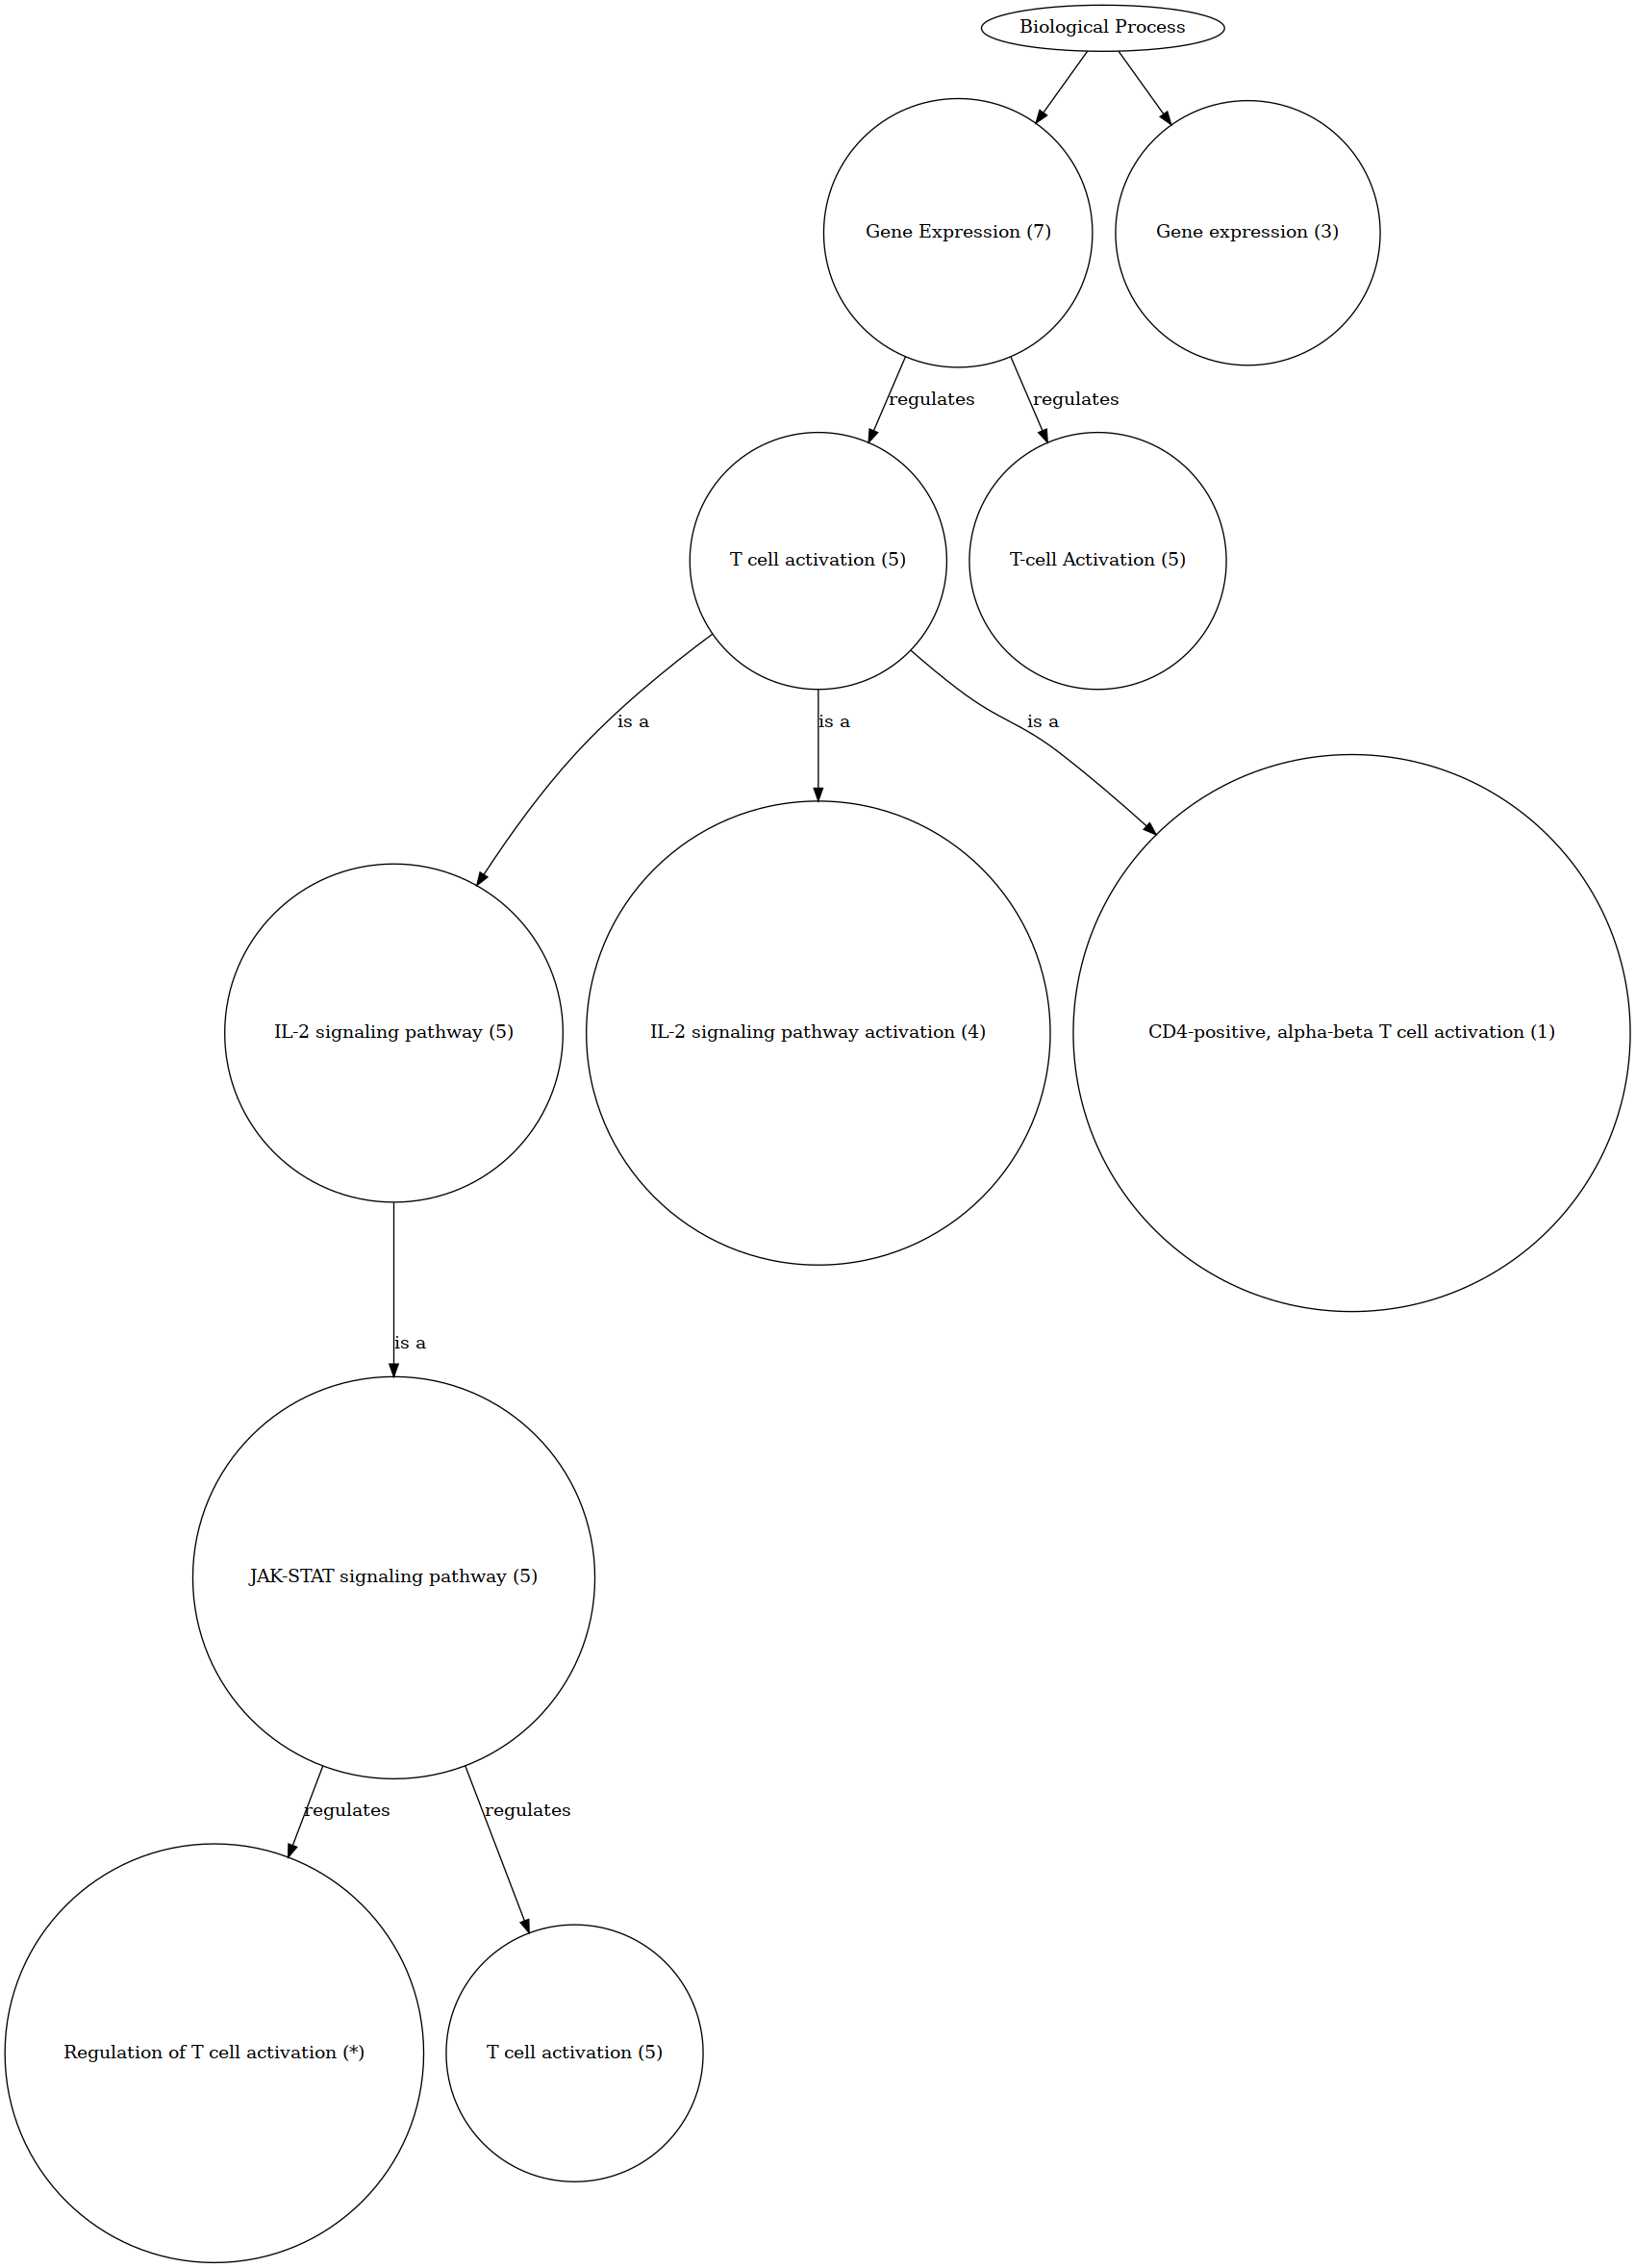 Biological Process
Gene Expression (7)
Gene expression (3)
regulates
regulates
T cell activation (5)
T-cell Activation (5)
is a
is a
is a
IL-2 signaling pathway (5)
IL-2 signaling pathway activation (4)
CD4-positive, alpha-beta T cell activation (1)
is a
JAK-STAT signaling pathway (5)
regulates
regulates
Regulation of T cell activation (*)
T cell activation (5)